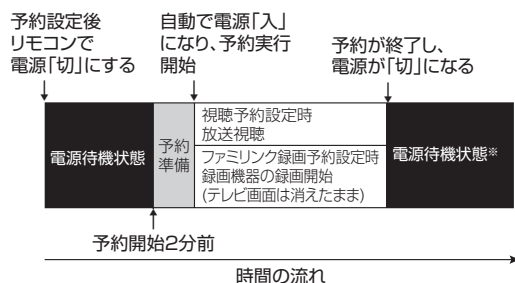 予約設定後
リモコンで
電源「切」にする
自動で電源「入」
になり、予約実行
開始
予約が終了し、
電源が「切」になる
電源待機状態
予約
準備
視聴予約設定時
放送視聴
ファミリンク録画予約設定時
録画機器の録画開始
(テレビ画面は消えたまま)
電源待機状態※
予約開始2分前
時間の流れ